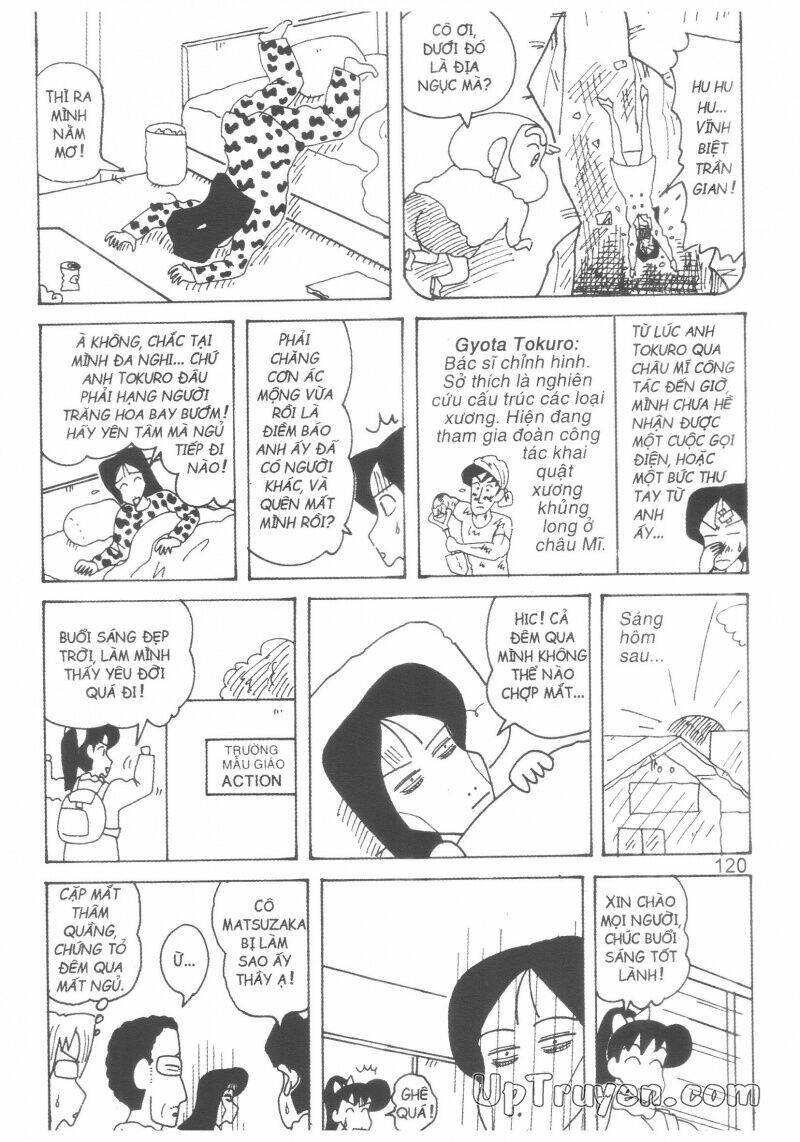 HU HU
HU...
VĨNH
BIỆT
TRẦN
GIAN!
CÔ ƠI,
DƯỚI ĐÓ
LÀ ĐỊA
NGỤC MÀ?
THÌ RA
MÌNH
NẰM
MƠ!
TỪ LÚC ANH
TOKURO QUA
CHÂU MĨ CÔNG
TÁC ĐẾN GIỜ,
MÌNH CHƯA HỀ
NHẬN ĐƯỢC
MỘT CUỘC GỌI
ĐIỆN, HOẶC
MỘT BỨC THƯ
TAY TỪ
ANH
ẤY...
Gyota Tokuro:
Bác sĩ chỉnh hình.
Sở thích là nghiên
cứu cấu trúc các loại
xương. Hiện đang
tham gia đoàn công
tác khai
quật
xương
khủng
long ở
châu Mĩ.
PHẢI
CHĂNG
CƠN ÁC
MỘNG VỪA
RỒI LÀ
ĐIỀM BÁO
ANH ẤY ĐÃ
CÓ NGƯỜI
KHÁC, VÀ
QUÊN MẤT
MÌNH RỒI?
À KHÔNG, CHẮC TẠI
MÌNH ĐA NGHI... CHỨ
ANH TOKURO ĐÂU
PHẢI HẠNG NGƯỜI
TRĂNG HOA BAY BƯỚM!
HÃY YÊN TÂM MÀ NGỦ
TIẾP ĐI
NÀO!
Sáng
hôm
sau...
HIC! CẢ
ĐÊM QUA
MÌNH KHÔNG
THỂ NÀO
CHỢP MẮT...
BUỔI SÁNG ĐẸP
TRỜI, LÀM MÌNH
THẤY YÊU ĐỜI
QUÁ ĐI!
TRƯỜNG
MẪU GIÁO
ACTION
120
XIN CHÀO
MỌI NGƯỜI,
CHÚC BUỔI
SÁNG TỐT
LÀNH!
GHÊ
QUÁ!
CÔ
MATSUZAKA
BỊ LÀM
SAO ẤY
THẦY Ạ!
Ừ...
CẶP MẮT
THÂM
QUẦNG,
CHỨNG TỎ
ĐÊM QUA
MẤT NGỦ.
UpTruyen.com